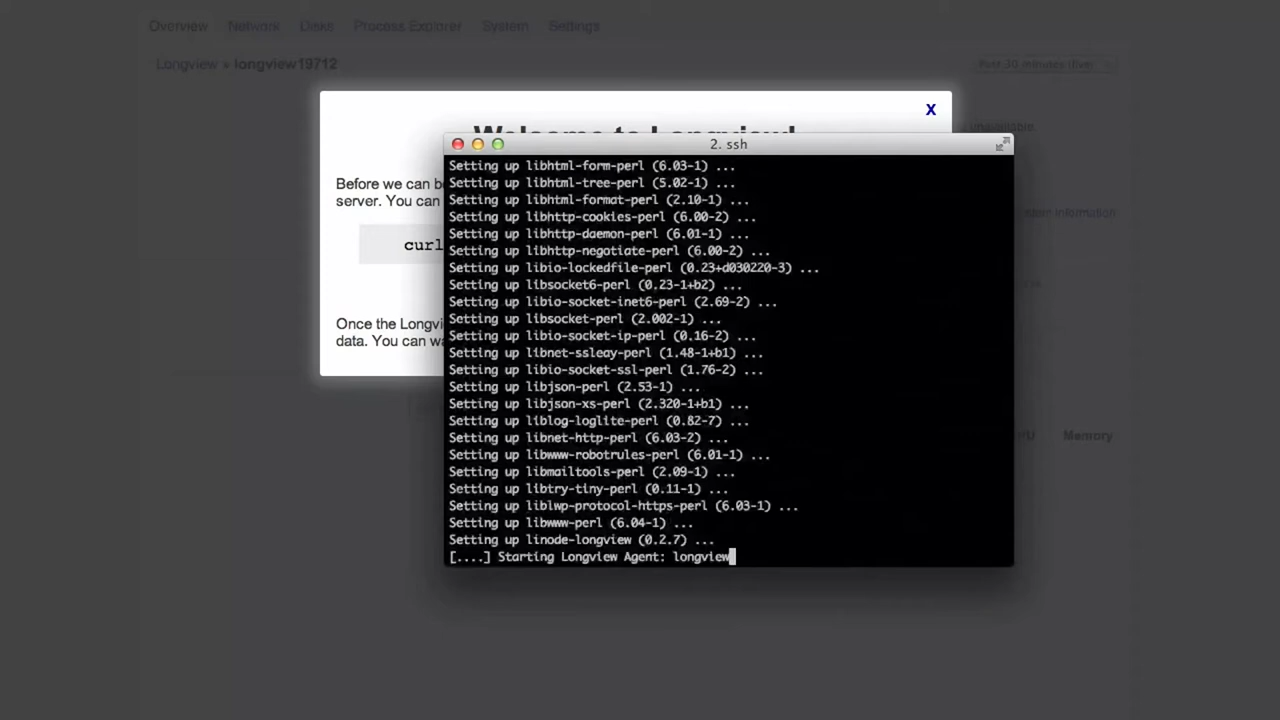 Overview Network Disks Process Explorer System Settings
Longview » longview19712
Past 30 minutes (live)
X
Welcome to Longview!
unavailable.
Before we can be
server. You can
information
curl
Once the Longvi
data. You can wa
Memory
2. ssh
Setting up libhtml-form-perl (6.03-1) ...
Setting up libhtml-tree-perl (5.02-1) ...
Setting up libhtml-format-perl (2.10-1) ...
Setting up libhttp-cookies-perl (6.00-2) ...
Setting up libhttp-daemon-perl (6.01-1) ...
Setting up libhttp-negotiate-perl (6.00-2) ...
Setting up libio-lockedfile-perl (0.23+d030220-3) ...
Setting up libsocket6-perl (0.23-1+b2) ...
Setting up libio-socket-inet6-perl (2.69-2) ...
Setting up libsocket-perl (2.002-1) ...
Setting up libio-socket-ip-perl (0.16-2) ...
Setting up libnet-ssleay-perl (1.48-1+b1) ...
Setting up libio-socket-ssl-perl (1.76-2) ...
Setting up libjson-perl (2.53-1) ...
Setting up libjson-xs-perl (2.320-1+b1) ...
Setting up liblog-loglite-perl (0.82-7) ...
Setting up libnet-http-perl (6.03-2) ...
Setting up libwww-robotrules-perl (6.01-1) ...
Setting up libmailtools-perl (2.09-1) ...
Setting up libtry-tiny-perl (0.11-1) ...
Setting up liblwp-protocol-https-perl (6.03-1) ...
Setting up libwww-perl (6.04-1) ...
Setting up linode-longview (0.2.7) ...
[....] Starting Longview Agent: longview